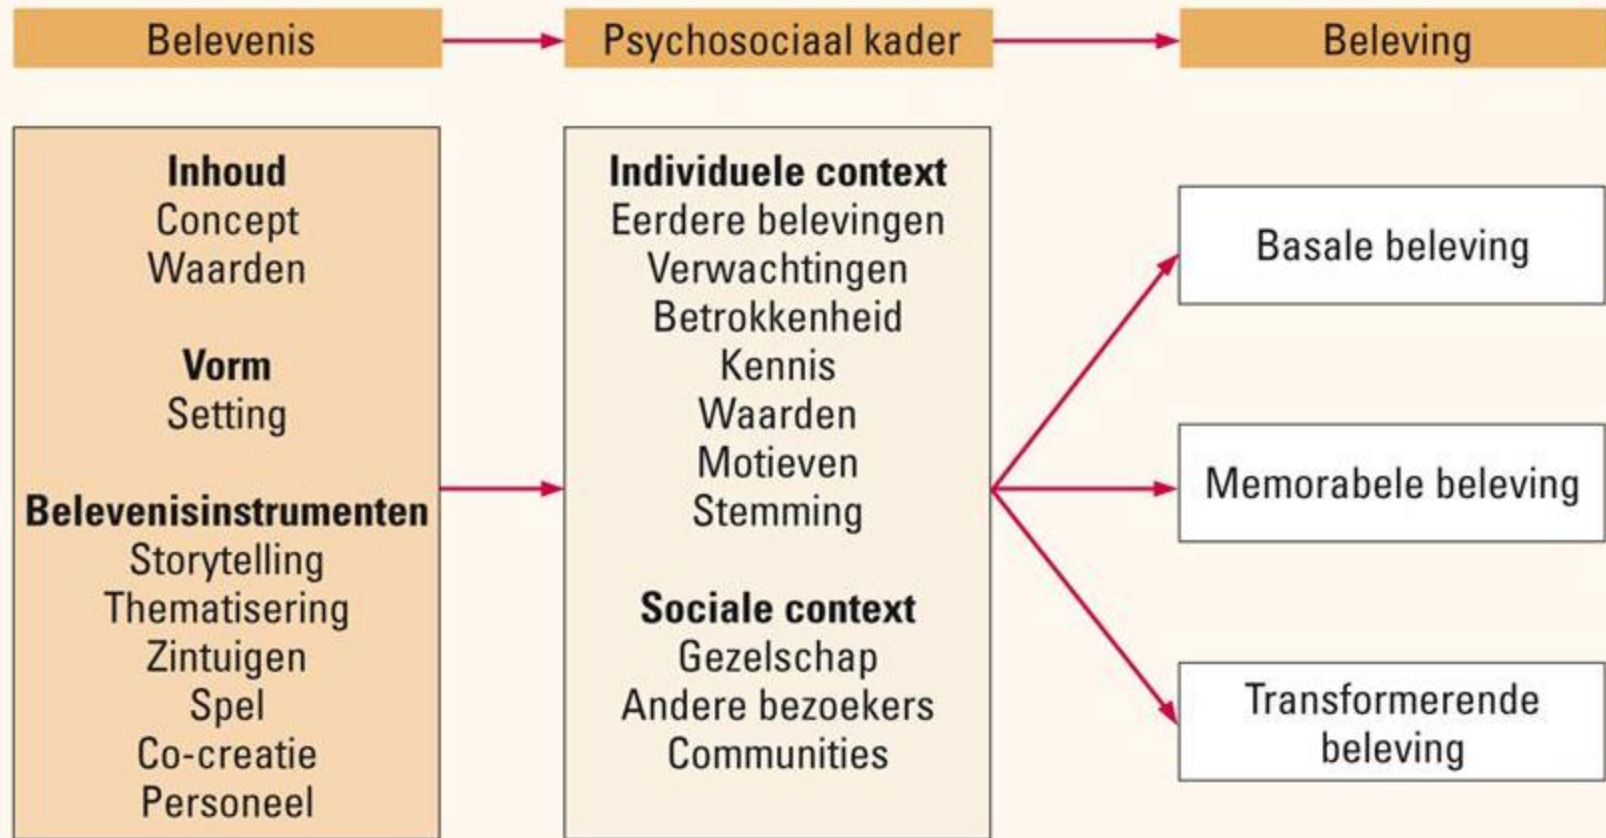 Belevenis
Psychosociaal kader
Beleving
Inhoud
Concept
Waarden
Vorm
Setting
Belevenisinstrumenten
Storytelling
Thematisering
Zintuigen
Spel
Co-creatie
Personeel
Individuele context
Eerdere belevingen
Verwachtingen
Betrokkenheid
Kennis
Waarden
Motieven
Stemming
Sociale context
Gezelschap
Andere bezoekers
Communities
Basale beleving
Memorabele beleving
Transformerende
beleving